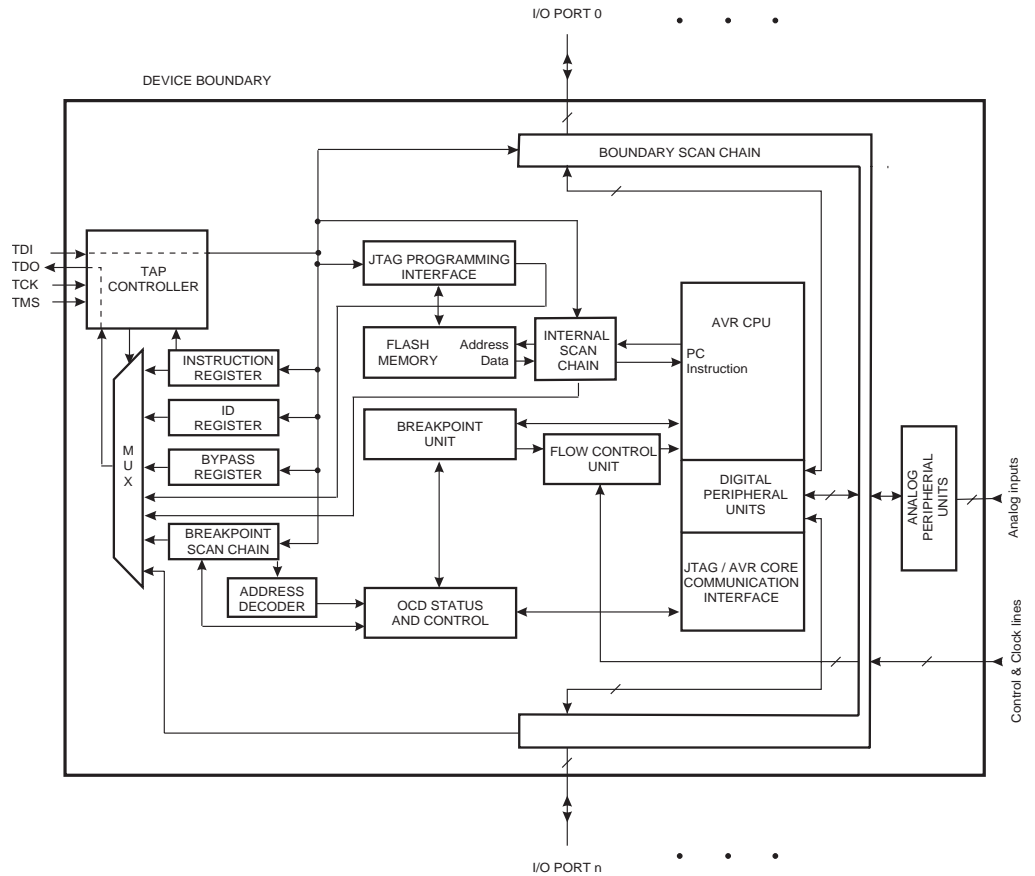 I/O PORT 0
DEVICE BOUNDARY
BOUNDARY SCAN CHAIN
TDI
TDO
TCK
TMS
TAP
CONTROLLER
JTAG PROGRAMMING
INTERFACE
AVR CPU
FLASH
MEMORY
Address
Data
INTERNAL
SCAN
CHAIN
PC
Instruction
INSTRUCTION
REGISTER
ID
REGISTER
BREAKPOINT
UNIT
FLOW CONTROL
UNIT
MUX
BYPASS
REGISTER
DIGITAL
PERIPHERAL
UNITS
ANALOG
PERIPHERIAL
UNITS
Analog inputs
BREAKPOINT
SCAN CHAIN
JTAG / AVR CORE
COMMUNICATION
INTERFACE
ADDRESS
DECODER
OCD STATUS
AND CONTROL
Control & Clock lines
I/O PORT n